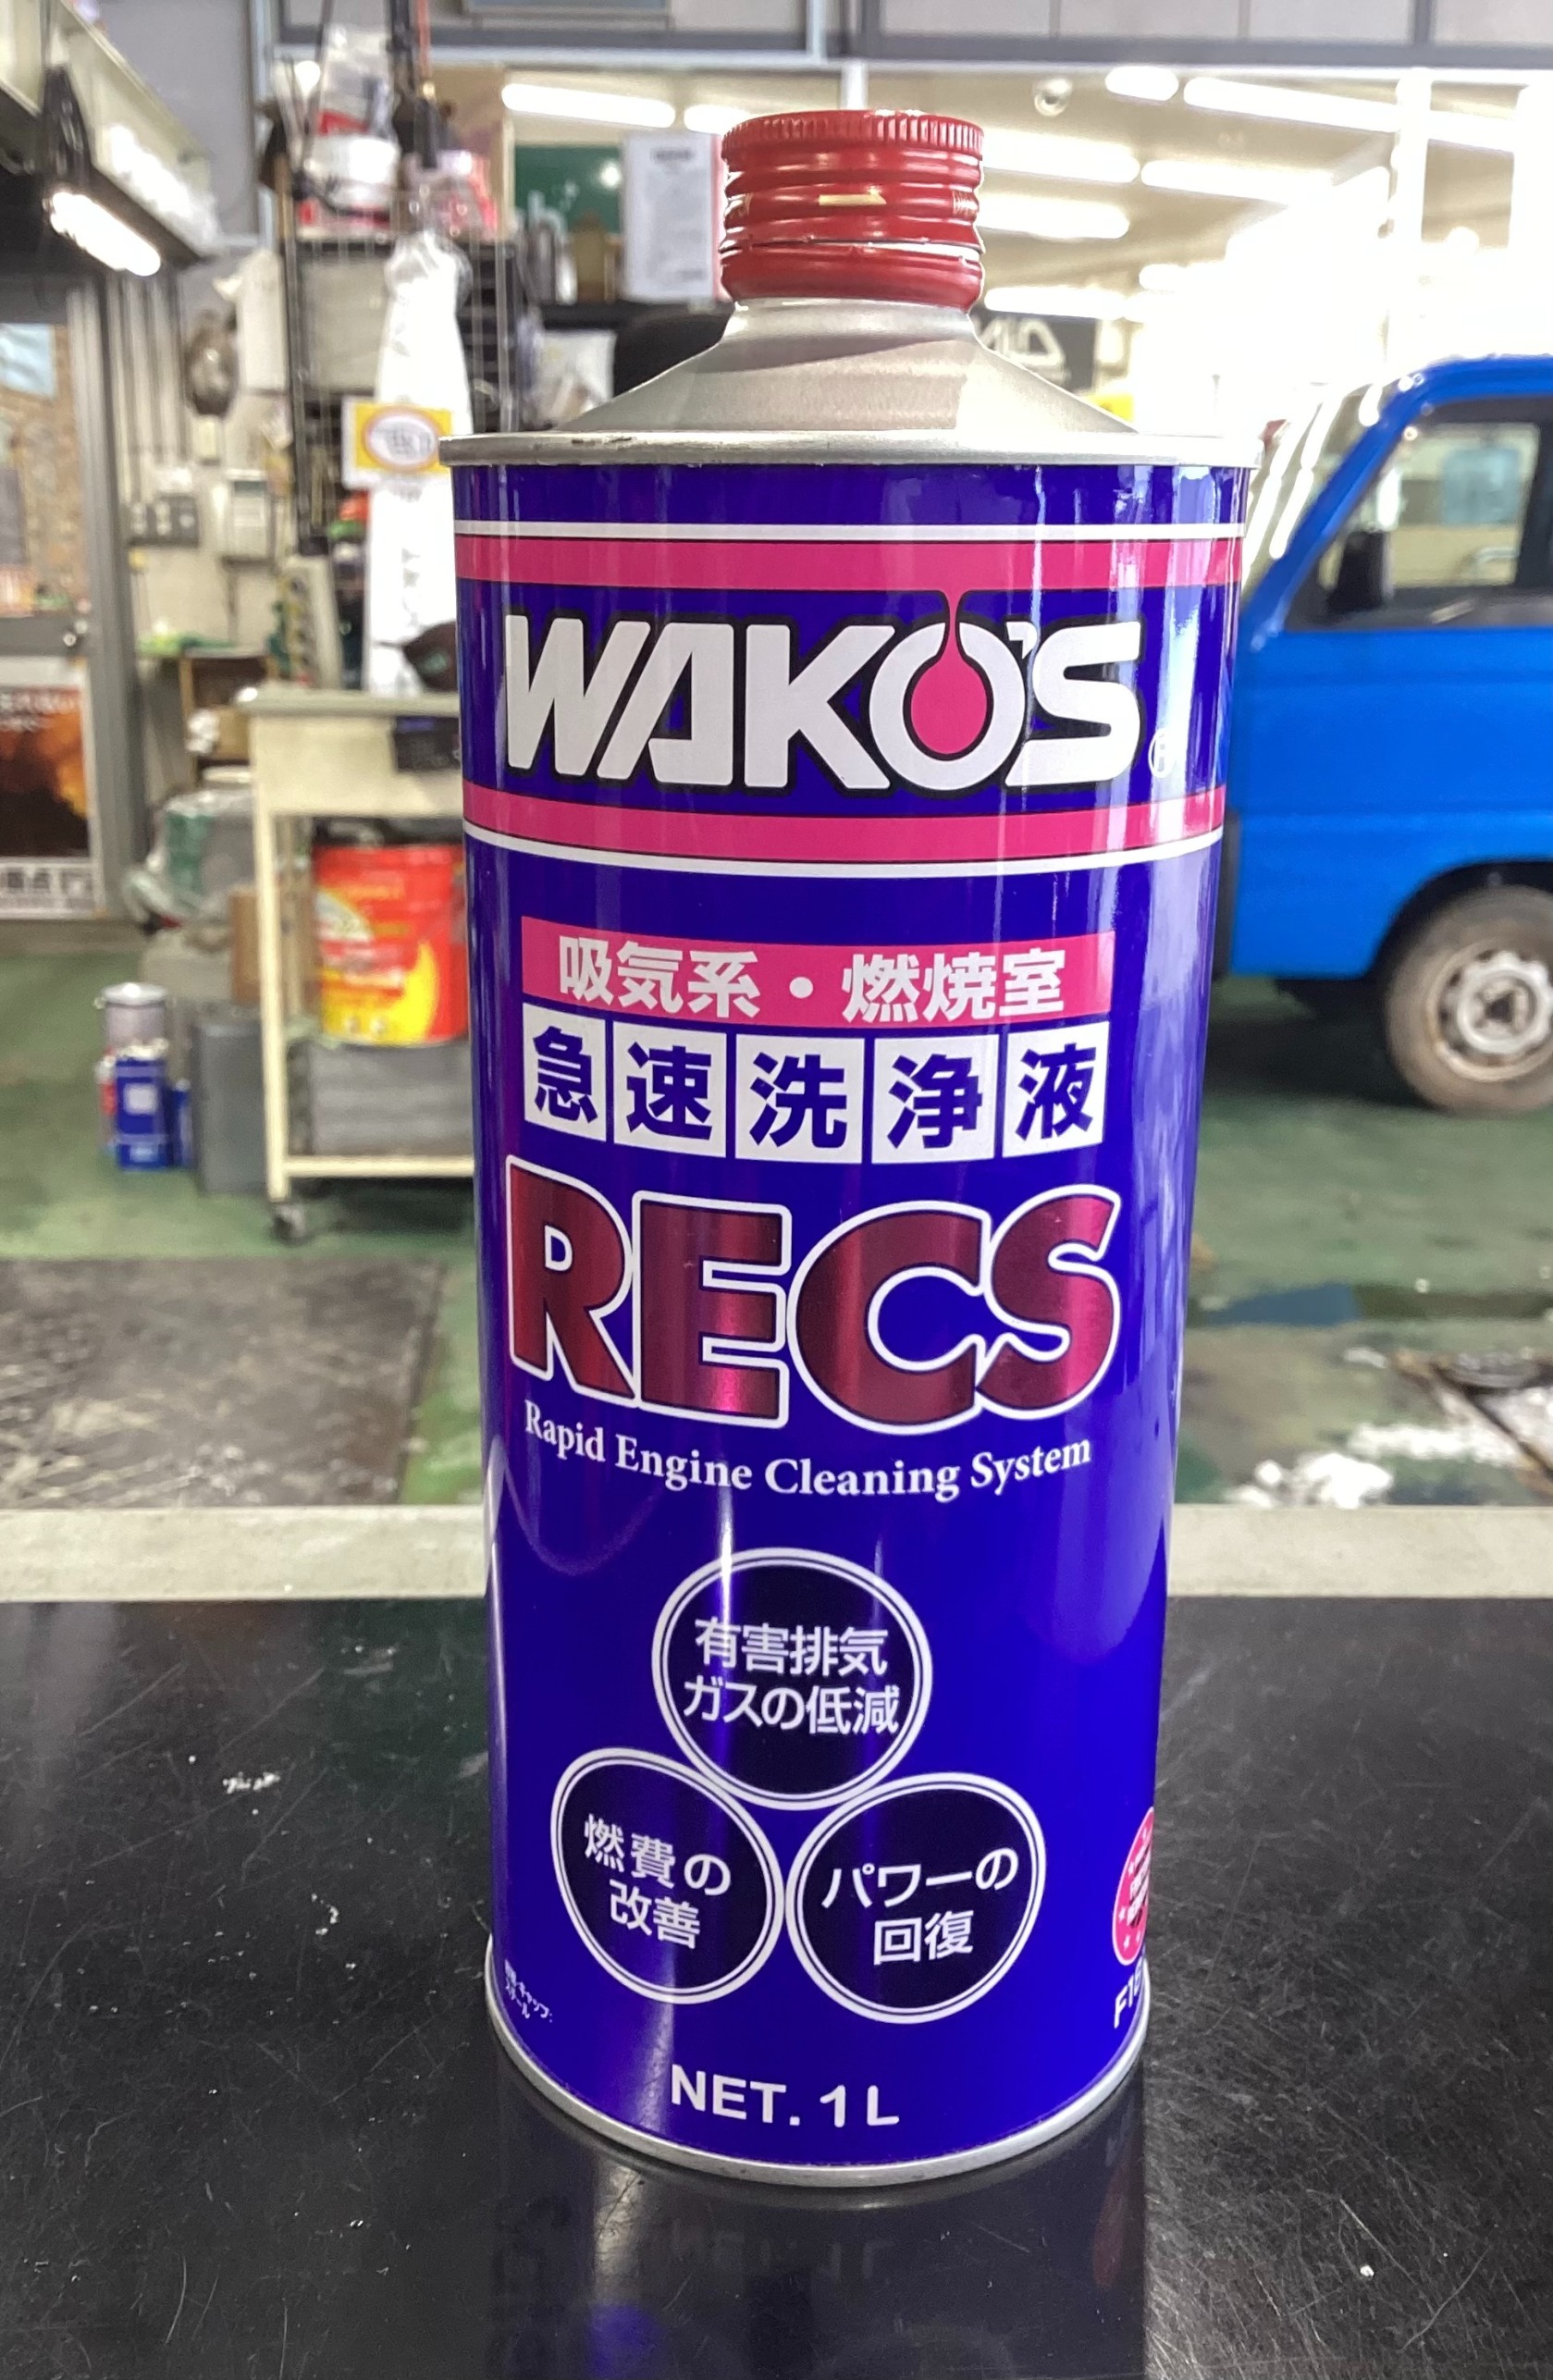 WAKO'S
吸気系・燃焼室
急速洗浄液
RECS
Rapid Engine Cleaning System
有害排気
ガスの低減
燃費の
改善
パワーの
回復
NET. 1L